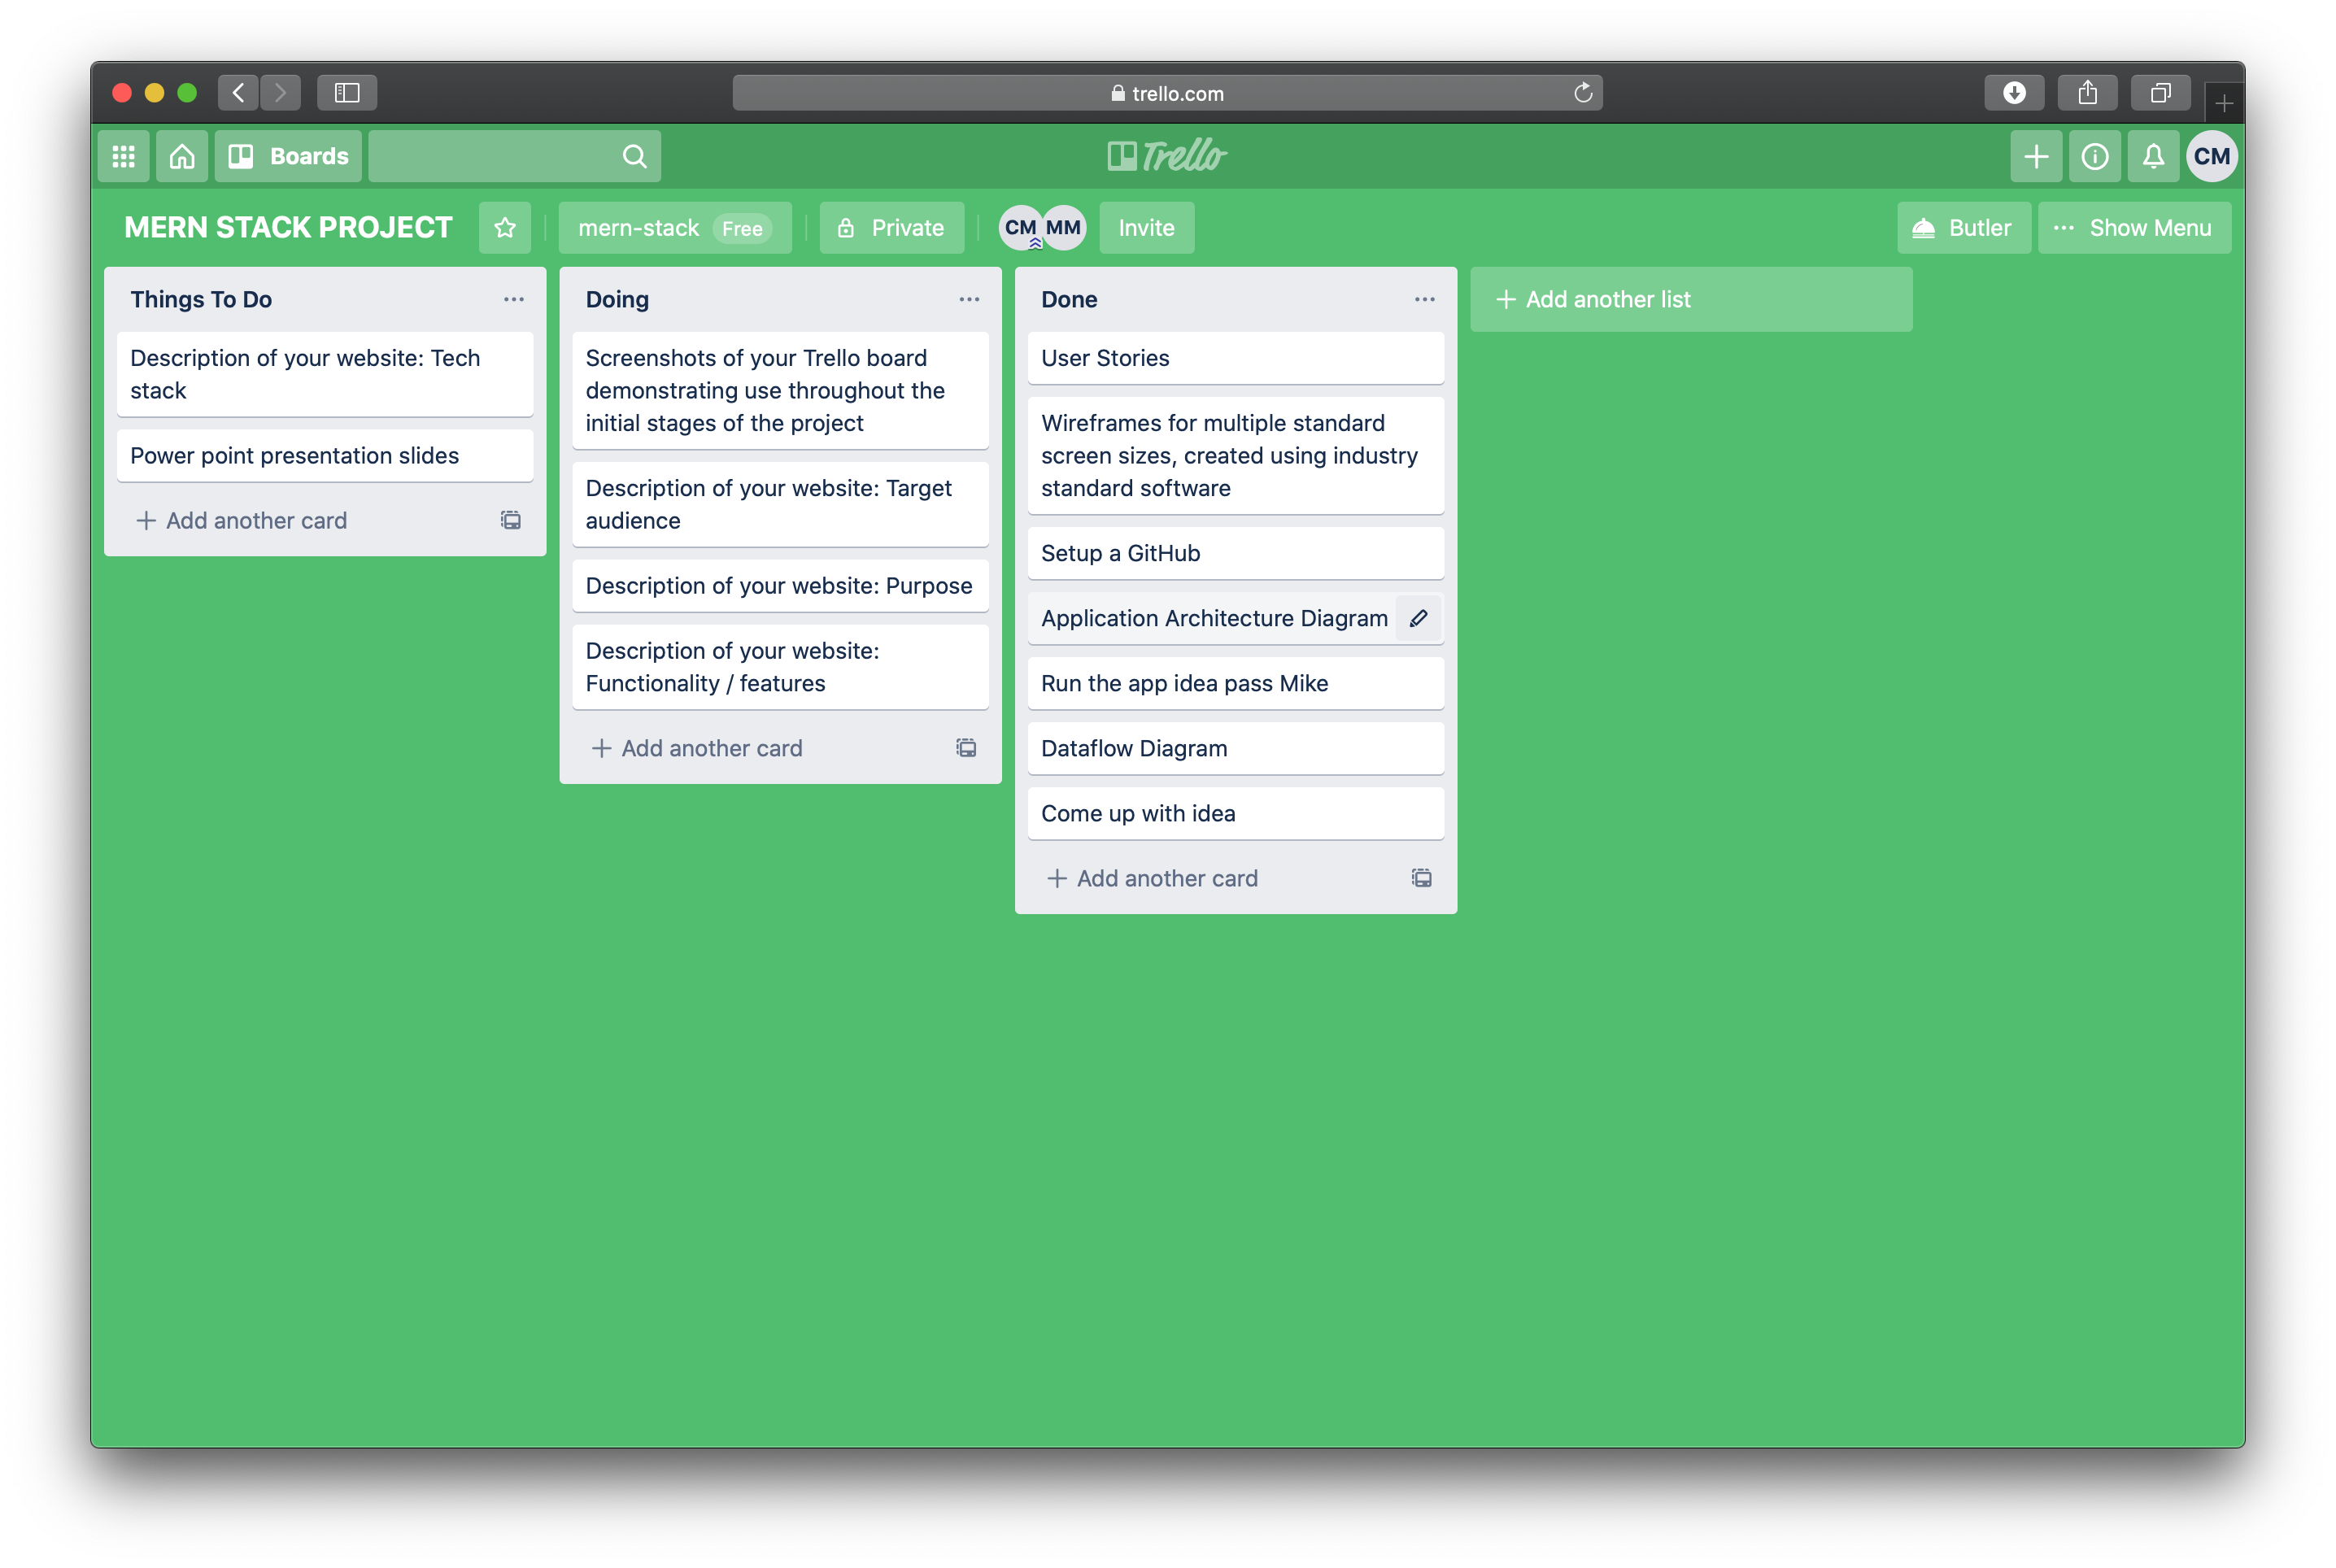 trello.com
Boards
Trello
CM
MERN STACK PROJECT
mern-stack Free
Private
CM MM
Invite
Butler
Show Menu
Things To Do
Description of your website: Tech
stack
Power point presentation slides
Add another card
Doing
Screenshots of your Trello board
demonstrating use throughout the
initial stages of the project
Description of your website: Target
audience
Description of your website: Purpose
Description of your website:
Functionality / features
Add another card
Done
User Stories
Wireframes for multiple standard
screen sizes, created using industry
standard software
Setup a GitHub
Application Architecture Diagram
Run the app idea pass Mike
Dataflow Diagram
Come up with idea
Add another card
Add another list